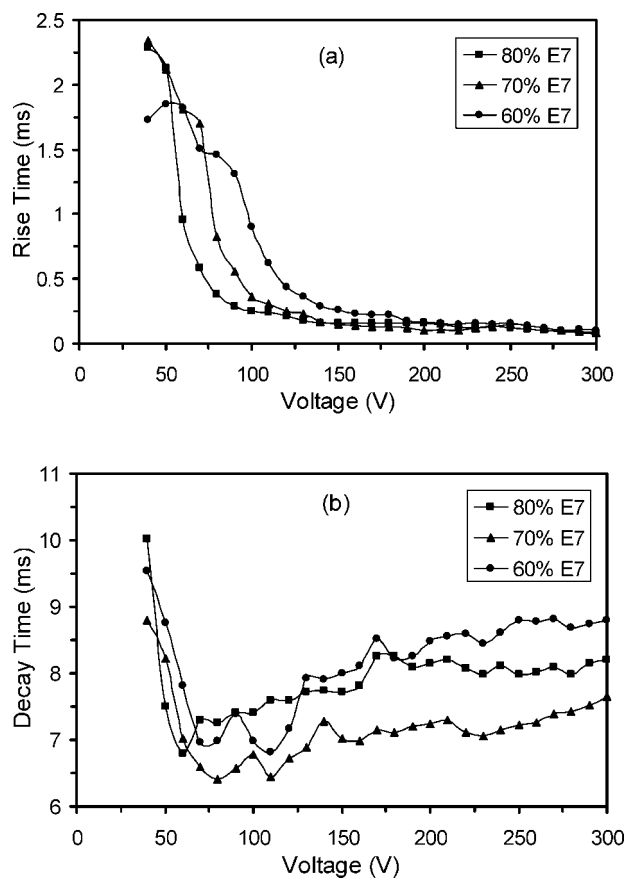 (a)
80% E7
70% E7
60% E7
Rise Time (ms)
2.5
2
1.5
1
0.5
0
0 50 100 150 200 250 300
Voltage (V)
(b)
80% E7
70% E7
60% E7
Decay Time (ms)
11
10
9
8
7
6
0 50 100 150 200 250 300
Voltage (V)